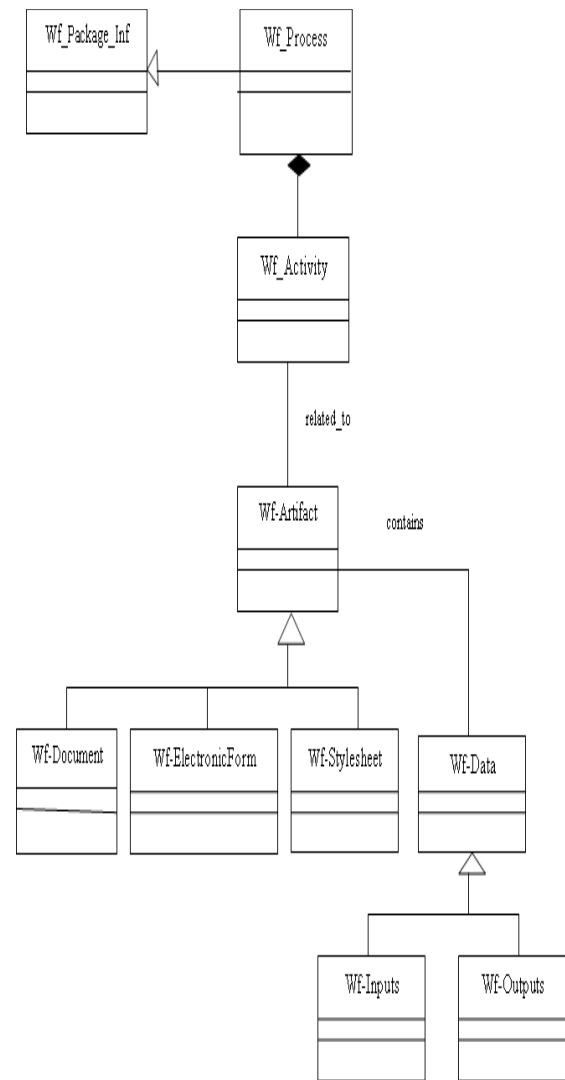 Wf_Package_Inf
Wf_Process
Wf_Activity
related_to
Wf-Artifact
contains
Wf-Document
Wf-ElectronicForm
Wf-Stylesheet
Wf-Data
Wf-Inputs
Wf-Outputs